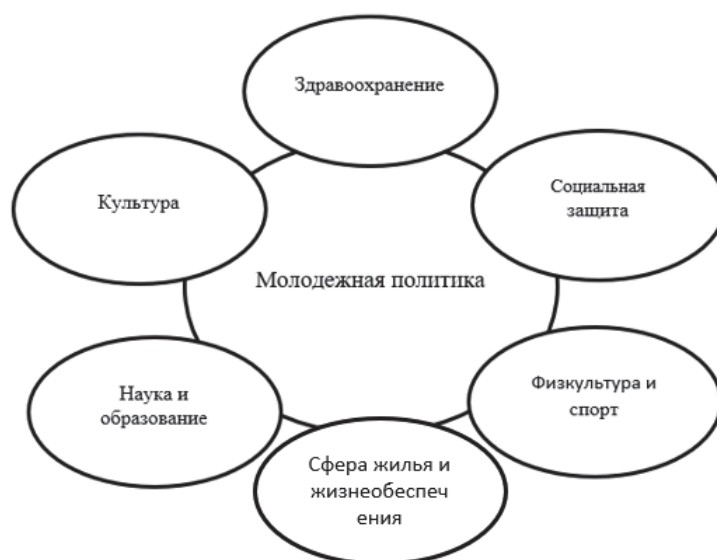 Здравоохранение
Культура
Социальная
защита
Молодежная политика
Наука и
образование
Физкультура и
спорт
Сфера жилья и
жизнеобеспеч
ения